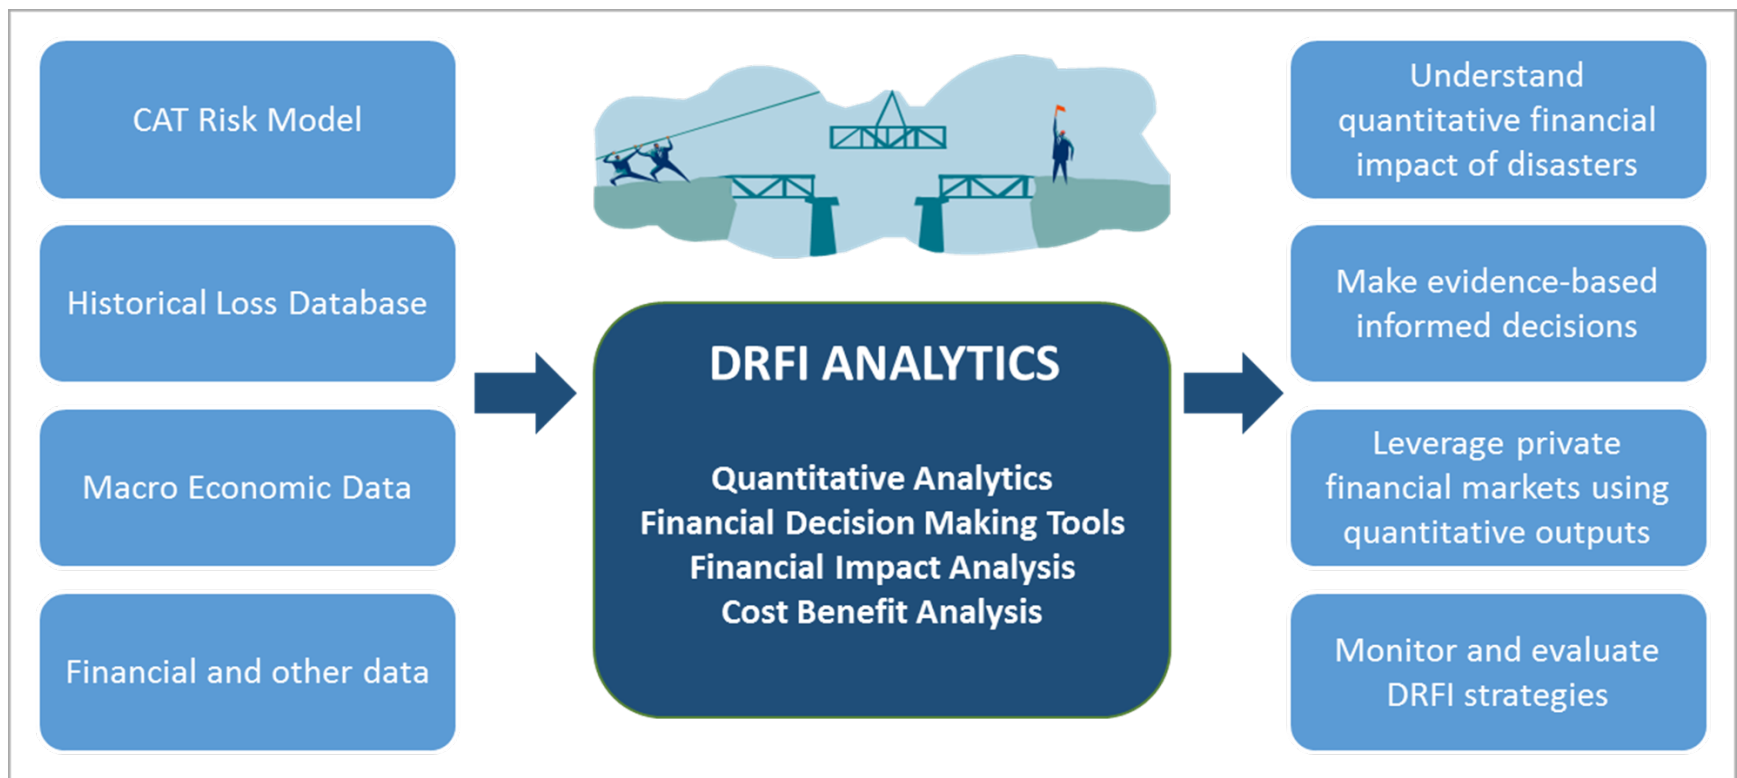 CAT Risk Model
Historical Loss Database
Macro Economic Data
Financial and other data
DRFI ANALYTICS
Quantitative Analytics
Financial Decision Making Tools
Financial Impact Analysis
Cost Benefit Analysis
Understand
quantitative financial
impact of disasters
Make evidence-based
informed decisions
Leverage private
financial markets using
quantitative outputs
Monitor and evaluate
DRFI strategies